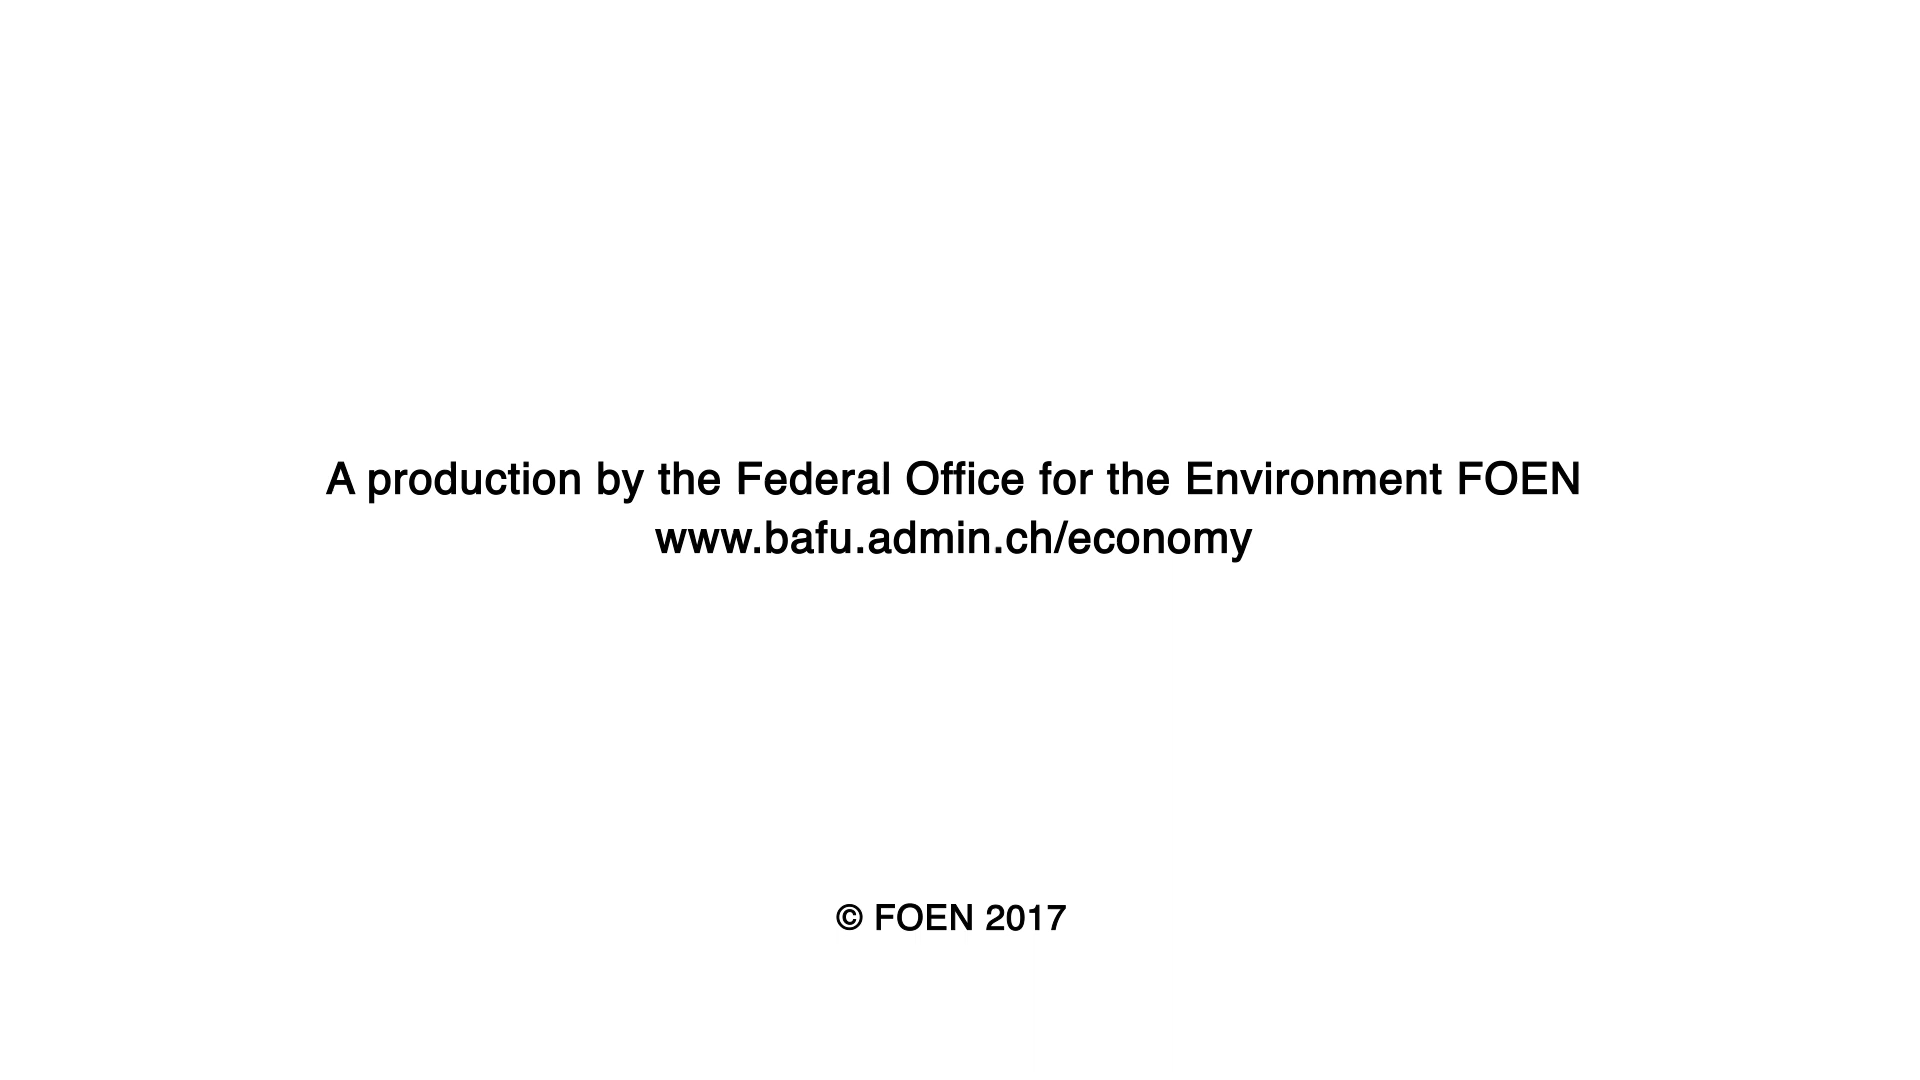 A production by the Federal Office for the Environment FOEN
www.bafu.admin.ch/economy
© FOEN 2017